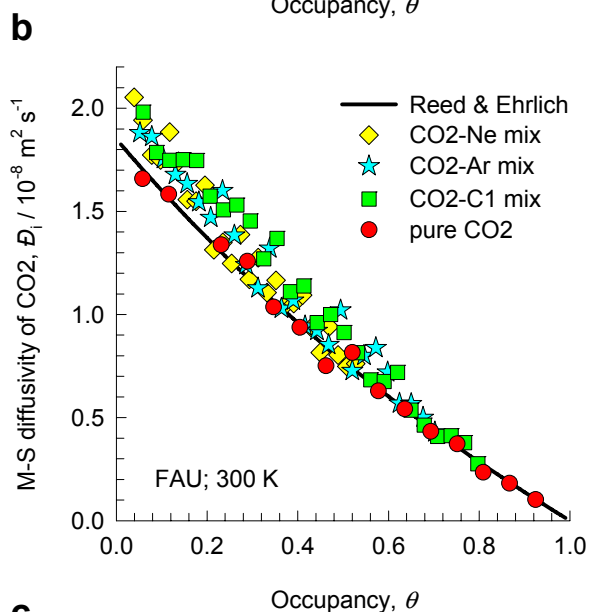 Occupancy, θ
b
M-S diffusivity of CO2, Đi / 10-8 m2 s-1
2.0
1.5
1.0
0.5
0.0
Reed & Ehrlich
CO2-Ne mix
CO2-Ar mix
CO2-C1 mix
pure CO2
FAU; 300 K
0.0 0.2 0.4 0.6 0.8 1.0
Occupancy, θ
c